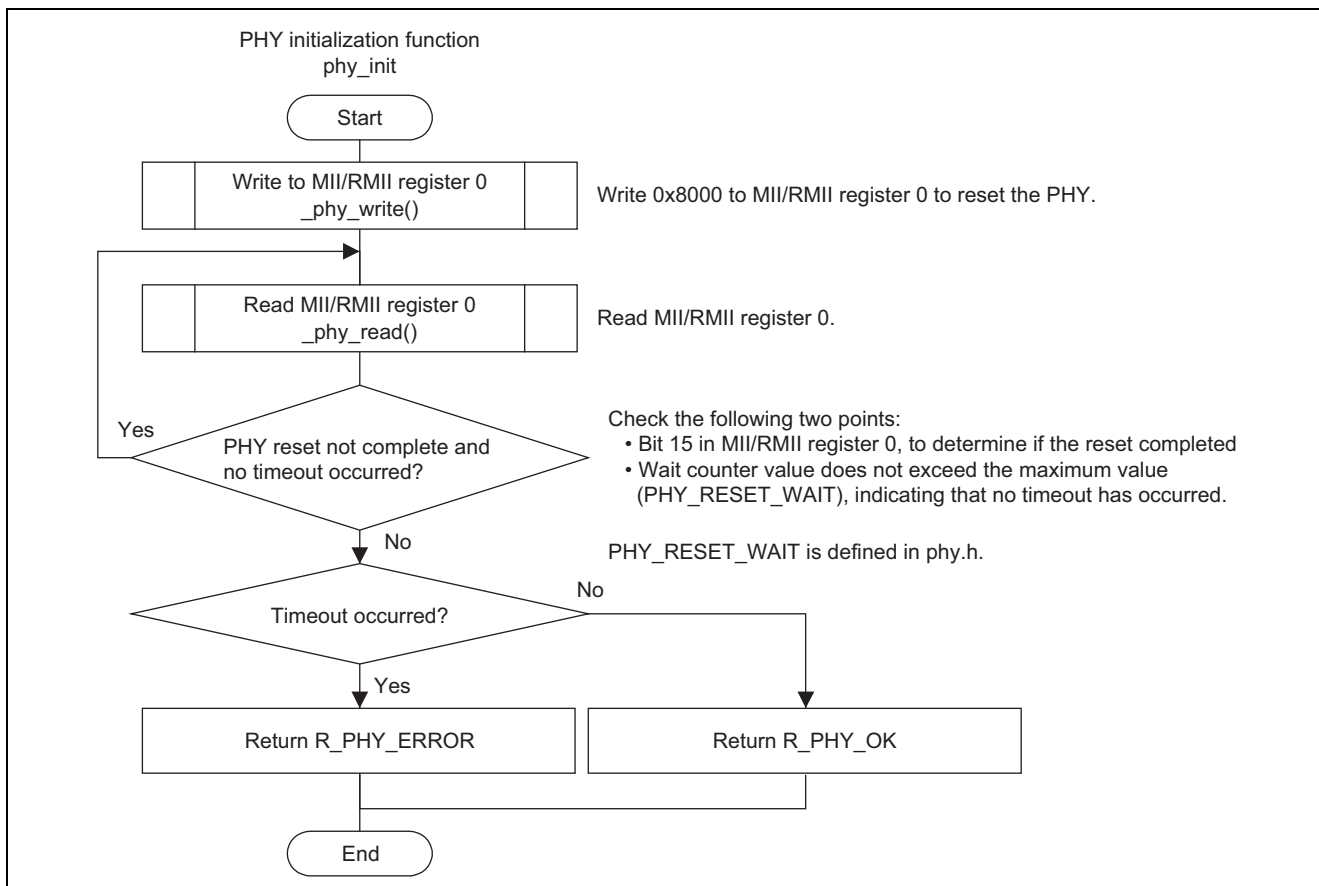 PHY initialization function
phy_init
Start
Write to MII/RMII register 0
_phy_write()
Write 0x8000 to MII/RMII register 0 to reset the PHY.
Read MII/RMII register 0
_phy_read()
Read MII/RMII register 0.
Yes
PHY reset not complete and
no timeout occurred?
Check the following two points:
• Bit 15 in MII/RMII register 0, to determine if the reset completed
• Wait counter value does not exceed the maximum value
(PHY_RESET_WAIT), indicating that no timeout has occurred.
No
PHY_RESET_WAIT is defined in phy.h.
No
Timeout occurred?
Yes
Return R_PHY_ERROR
Return R_PHY_OK
End